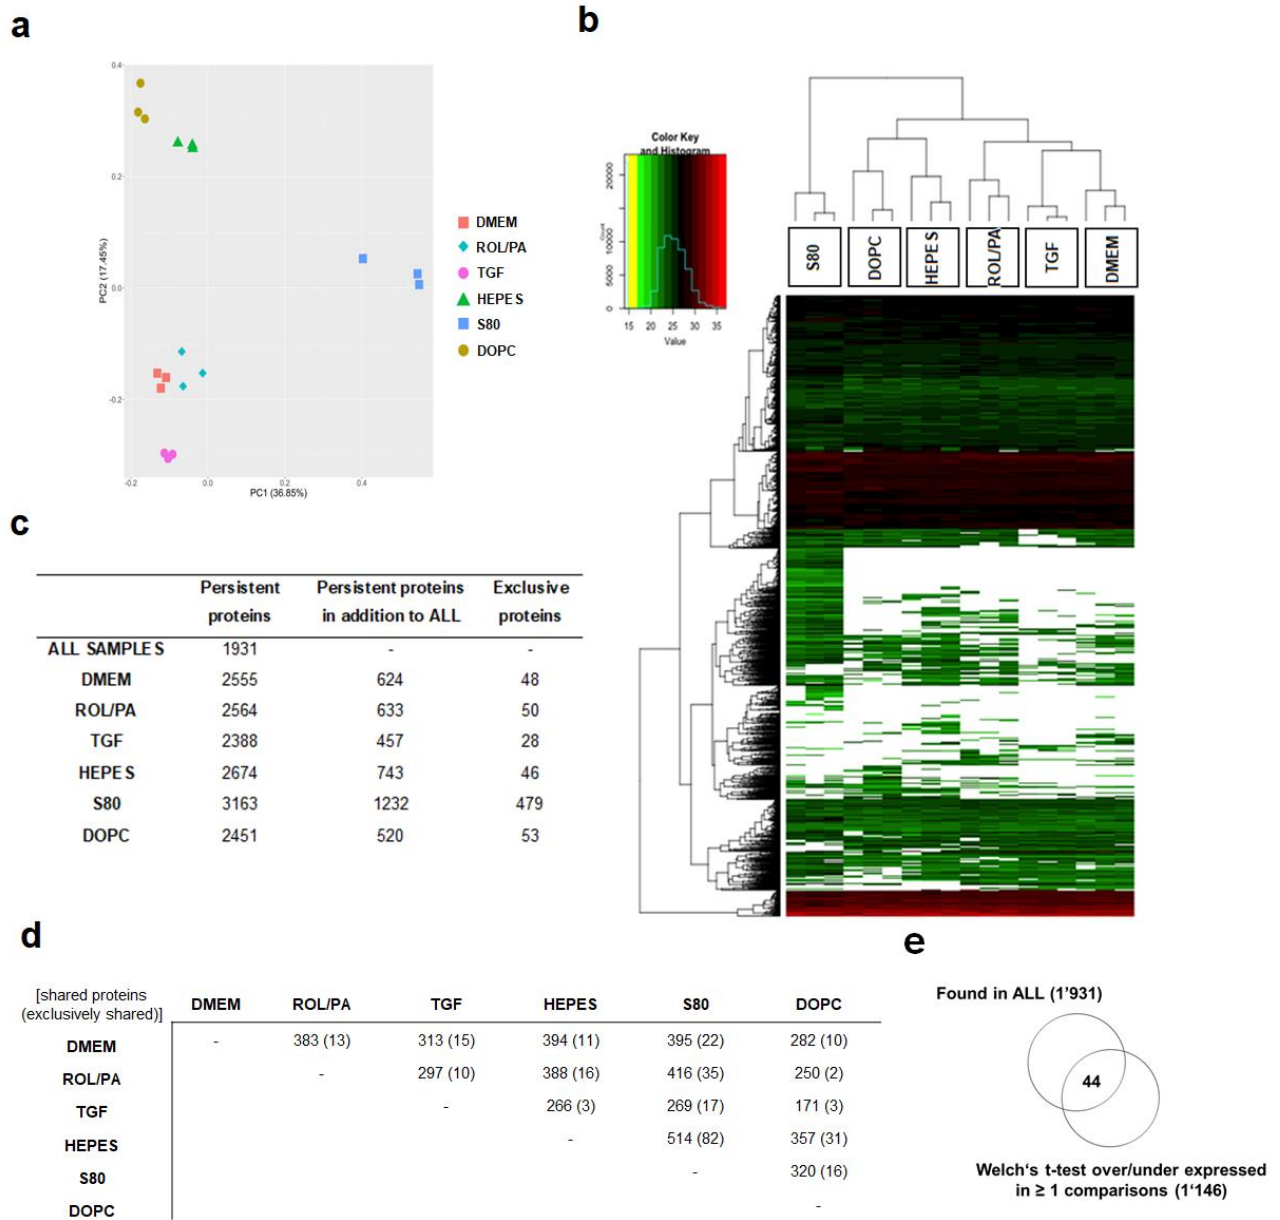 a
0.4
0.2
0.0
-0.2
-0.2
0.0
0.2
0.4
PC2 (17.45%)
PC1 (36.85%)
DMEM
ROL/PA
TGF
HEPES
S80
DOPC
b
Color Key
and Histogram
Count
0
5000
10000
20000
15
20
25
30
35
Value
S80
DOPC
HEPES
ROL/PA
TGF
DMEM
c
Persistent Persistent proteins Exclusive
proteins in addition to ALL proteins
ALL SAMPLES 1931 - -
DMEM 2555 624 48
ROL/PA 2564 633 50
TGF 2388 457 28
HEPES 2674 743 46
S80 3163 1232 479
DOPC 2451 520 53
d
[shared proteins
(exclusively shared)]
DMEM ROL/PA TGF HEPES S80 DOPC
DMEM - 383 (13) 313 (15) 394 (11) 395 (22) 282 (10)
ROL/PA - 297 (10) 388 (16) 416 (35) 250 (2)
TGF - 266 (3) 269 (17) 171 (3)
HEPES - 514 (82) 357 (31)
S80 - 320 (16)
DOPC -
e
Found in ALL (1’931)
44
Welch‘s t-test over/under expressed
in ≥ 1 comparisons (1‘146)